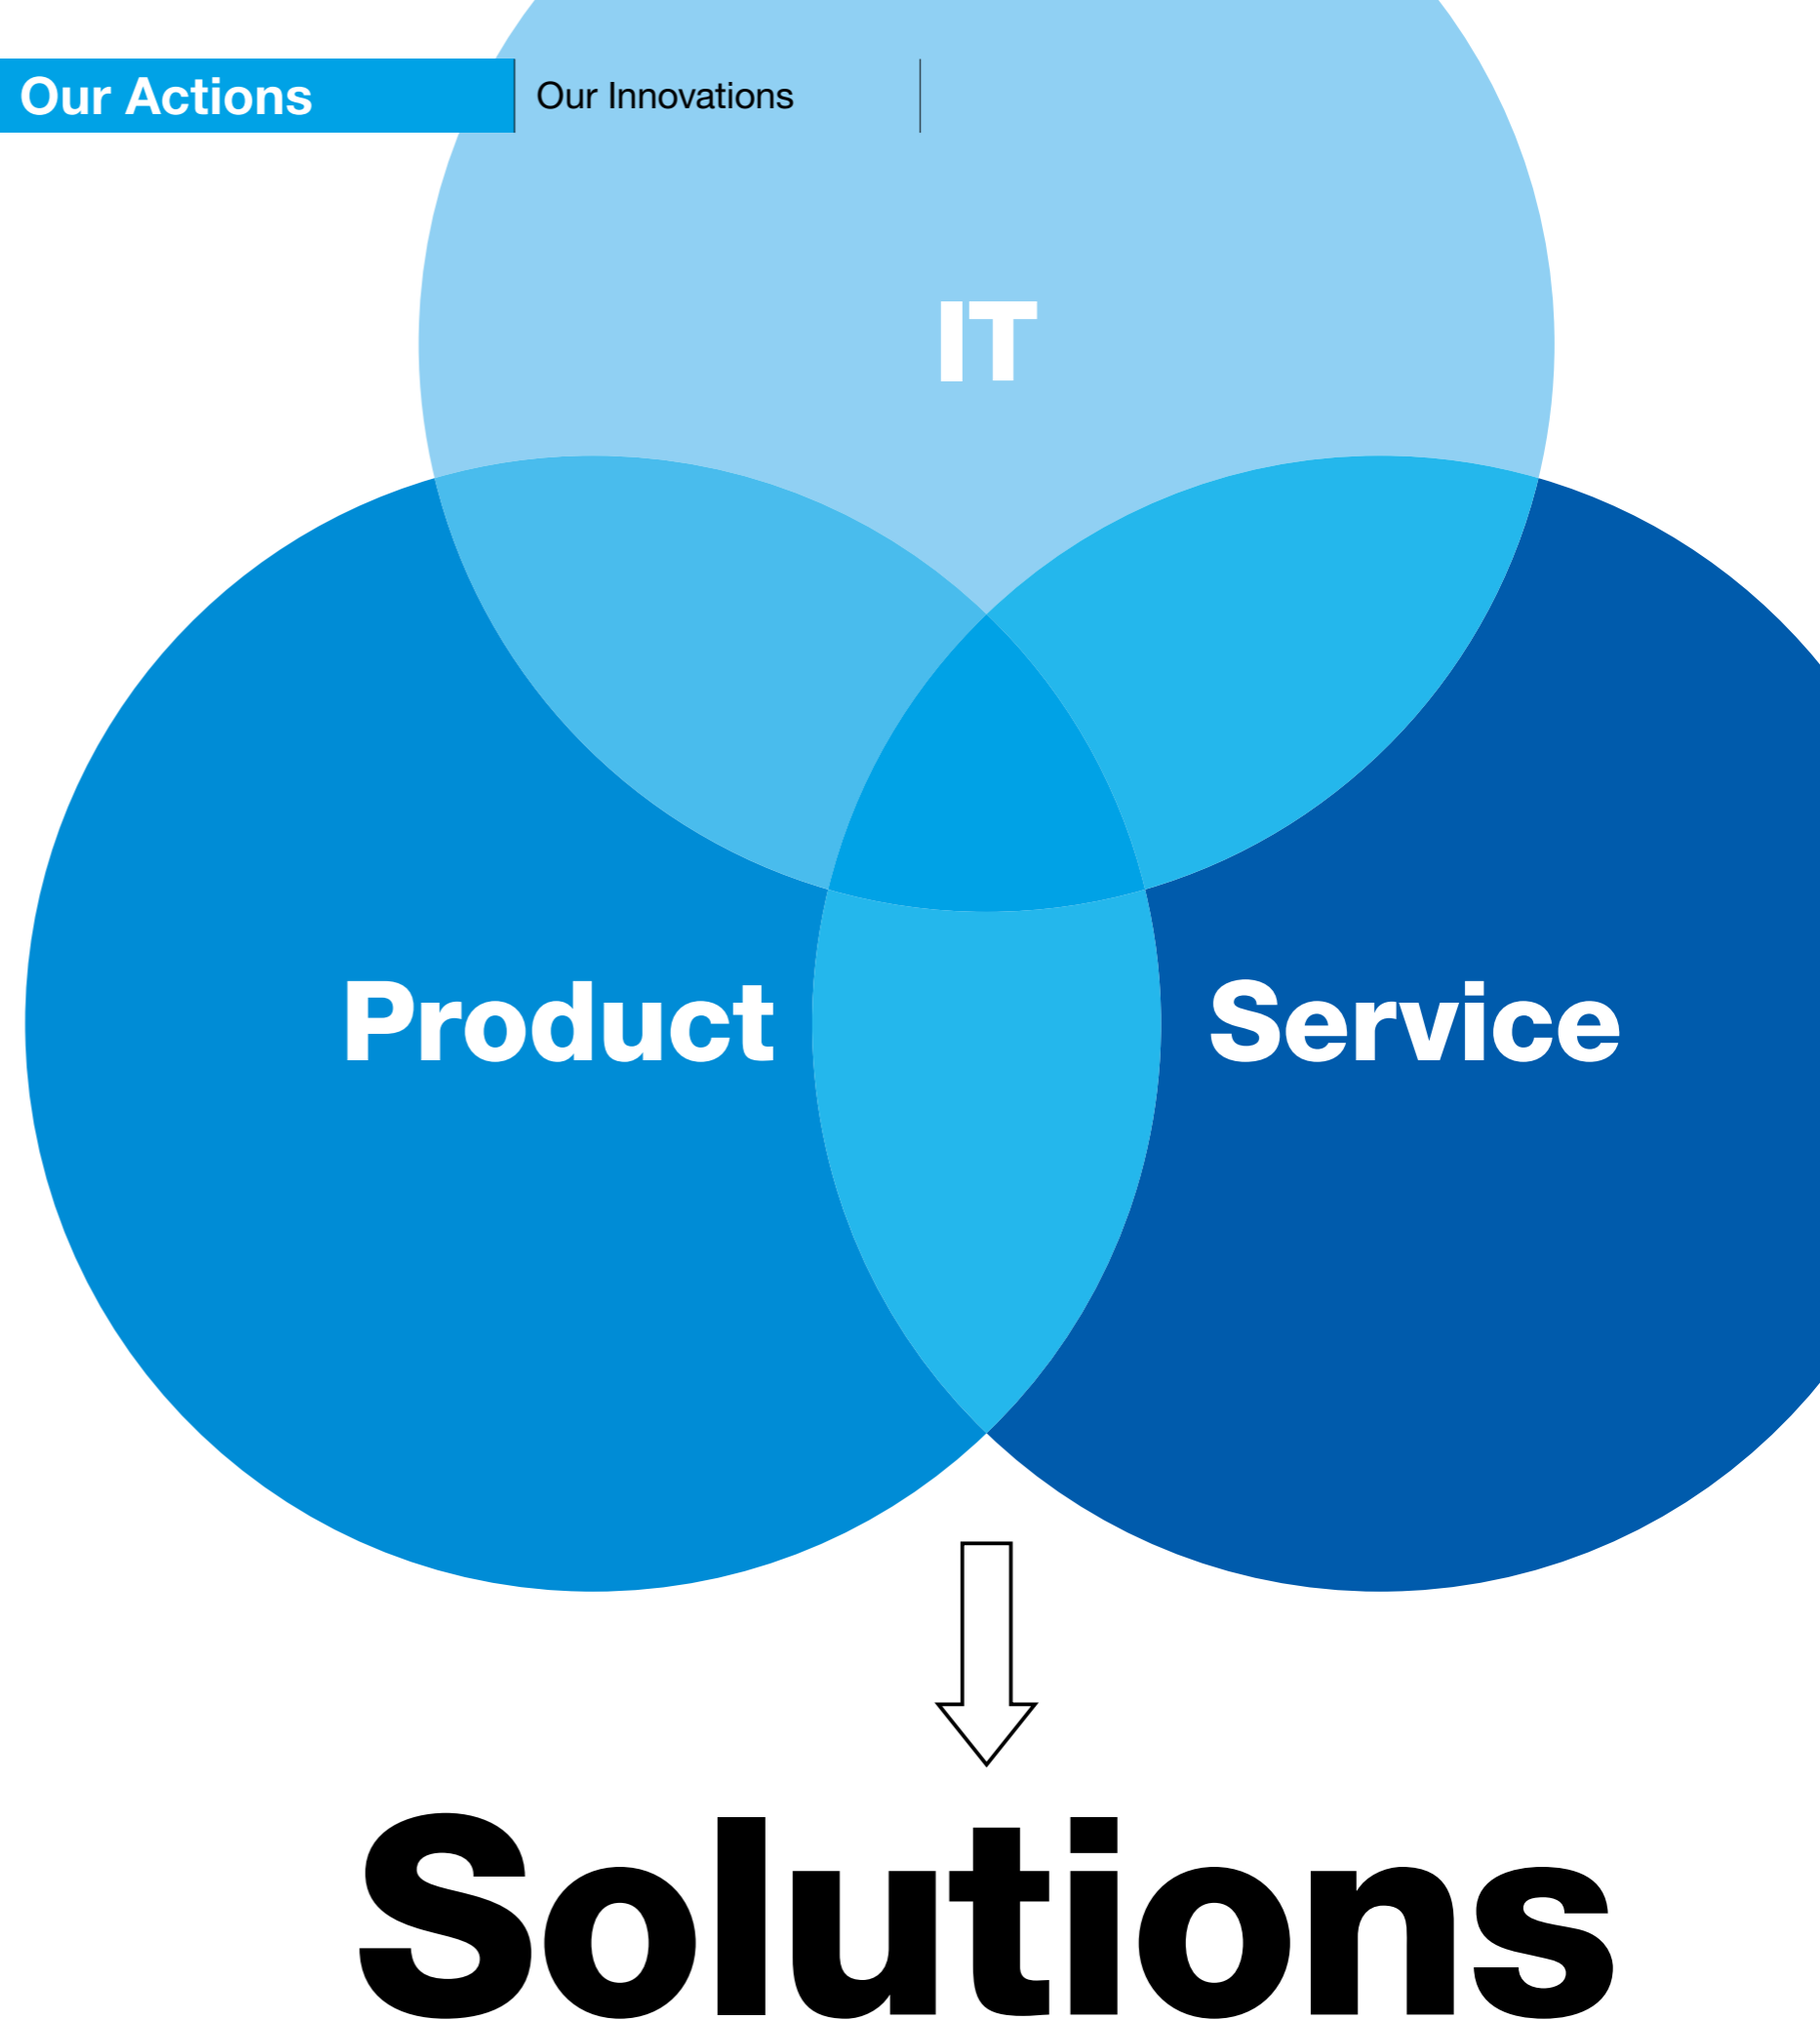 Our Actions
Our Innovations
IT
Product
Service
Solutions